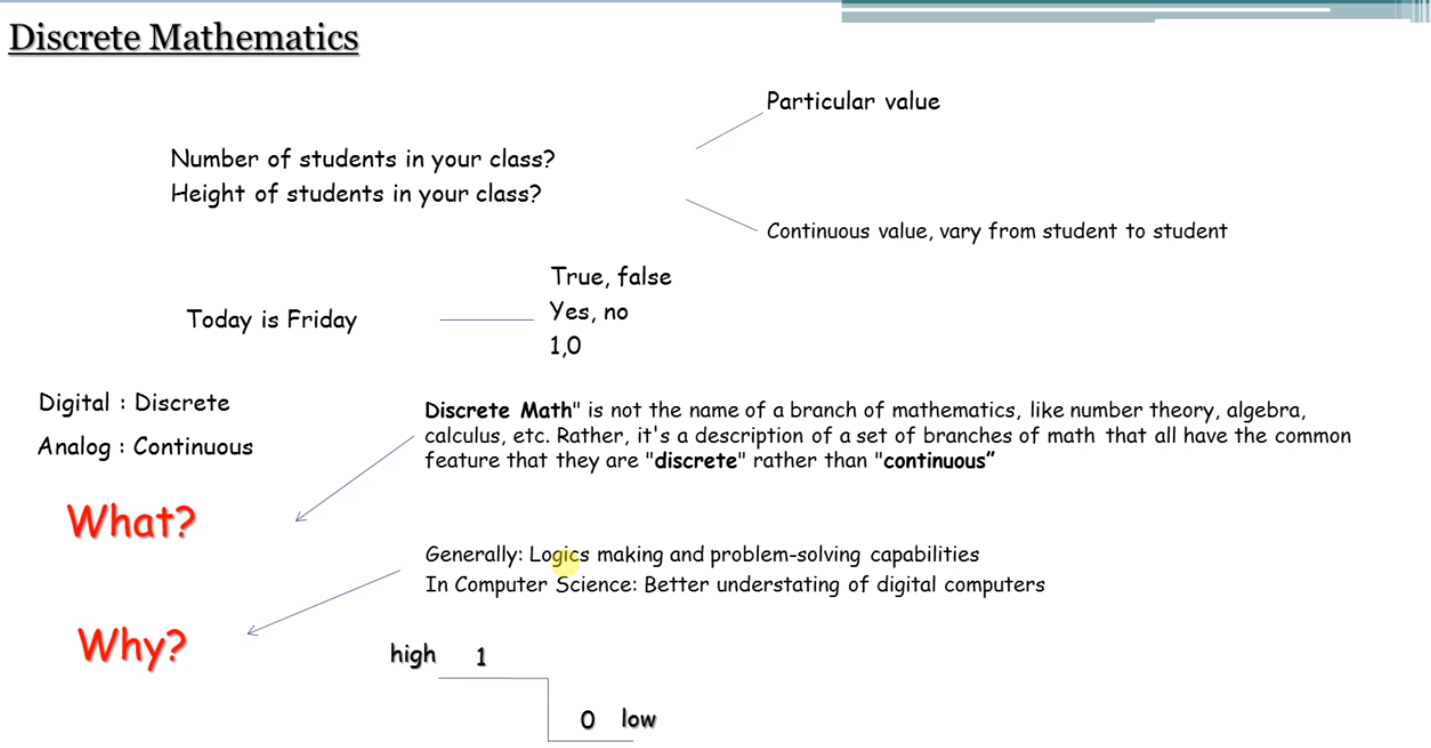 Discrete Mathematics
Particular value
Number of students in your class?
Height of students in your class?
Continuous value, vary from student to student
True, false
Today is Friday
Yes, no
1,0
Digital : Discrete
Analog : Continuous
Discrete Math" is not the name of a branch of mathematics, like number theory, algebra,
calculus, etc. Rather, it's a description of a set of branches of math that all have the common
feature that they are "discrete" rather than "continuous”
What?
Generally: Logics making and problem-solving capabilities
In Computer Science: Better understating of digital computers
Why?
high 1
0 low